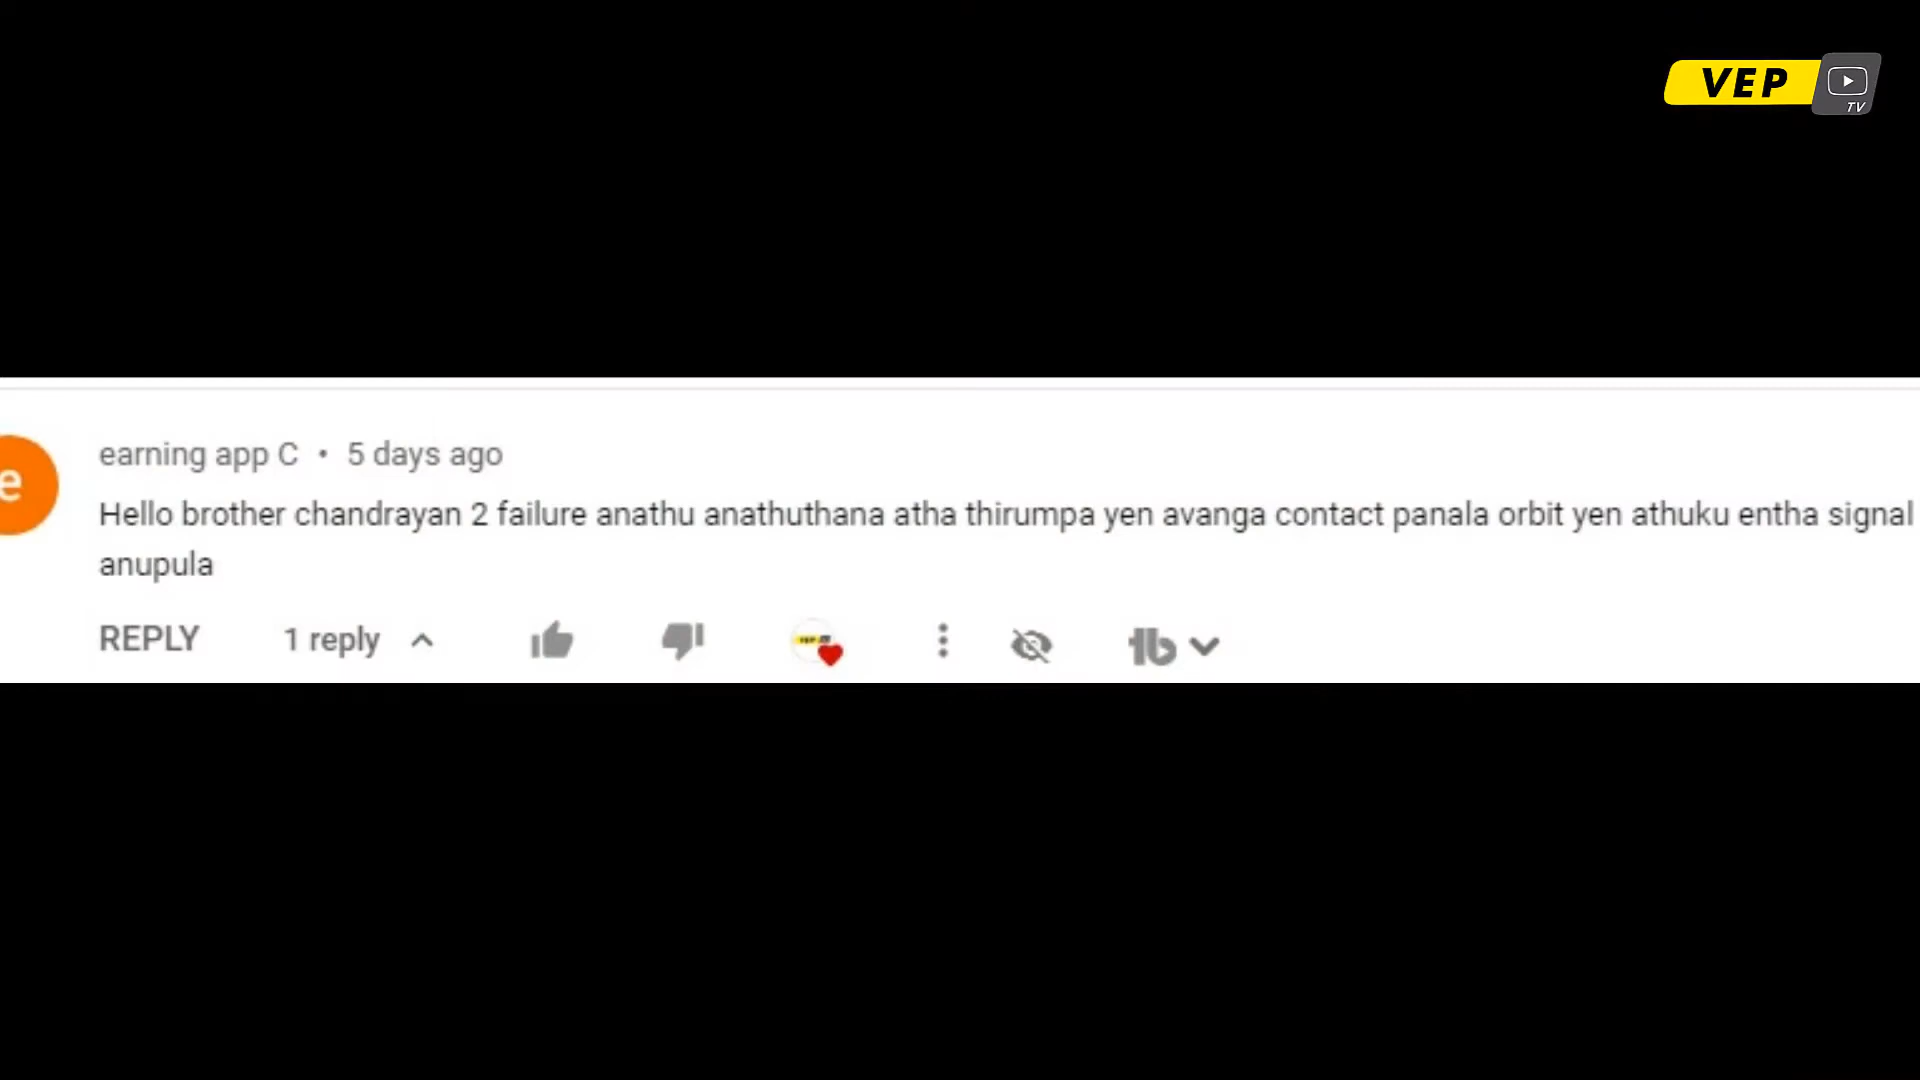 VEP
TV
earning app C • 5 days ago
Hello brother chandrayan 2 failure anathu anathuthana atha thirumpa yen avanga contact panala orbit yen athuku entha signal
anupula
REPLY 1 reply